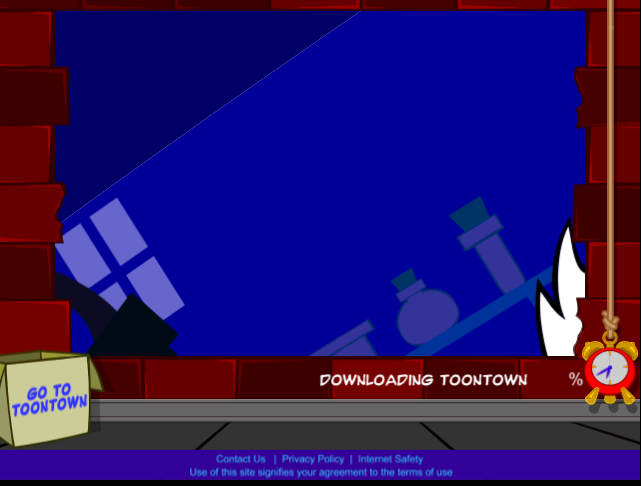 DOWNLOADING TOONTOWN %
GO TO
TOONTOWN
Contact Us | Privacy Policy | Internet Safety
Use of this site signifies your agreement to the terms of use